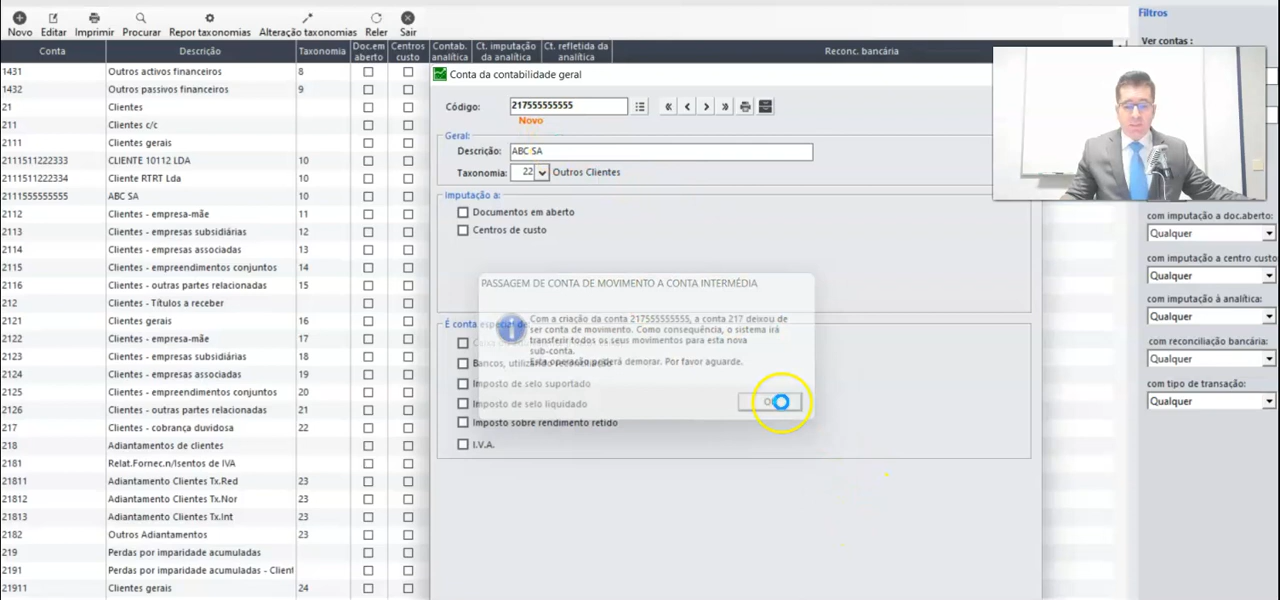 Novo Editar Imprimir Procurar Repor taxonomias Alteração taxonomias Reler Sair
Filtros
Ver contas :
Conta Descrição Taxonomia Doc.em aberto Centros custo Contab. analítica Ct. imputação da analítica Ct. refletida da analítica Reconc. bancária
1431 Outros activos financeiros 8
1432 Outros passivos financeiros 9
21 Clientes
211 Clientes c/c
2111 Clientes gerais
2111511222333 CLIENTE 10112 LDA 10
2111511222334 Cliente RTRT Lda 10
2111555555555 ABC SA 10
2112 Clientes - empresa-mãe 11
2113 Clientes - empresas subsidiárias 12
2114 Clientes - empresas associadas 13
2115 Clientes - empreendimentos conjuntos 14
2116 Clientes - outras partes relacionadas 15
212 Clientes - Títulos a receber
2121 Clientes gerais 16
2122 Clientes - empresa-mãe 17
2123 Clientes - empresas subsidiárias 18
2124 Clientes - empresas associadas 19
2125 Clientes - empreendimentos conjuntos 20
2126 Clientes - outras partes relacionadas 21
217 Clientes - cobrança duvidosa 22
218 Adiantamentos de clientes
2181 Relat.Fornec.n/Isentos de IVA
21811 Adiantamento Clientes Tx.Red 23
21812 Adiantamento Clientes Tx.Nor 23
21813 Adiantamento Clientes Tx.Int 23
2182 Outros Adiantamentos 23
219 Perdas por imparidade acumuladas
2191 Perdas por imparidade acumuladas - Client
21911 Clientes gerais 24
Conta da contabilidade geral
Código: 217555555555
Novo
Geral:
Descrição: ABC SA
Taxonomia: 22 Outros Clientes
Imputação a:
Documentos em aberto
Centros de custo
PASSAGEM DE CONTA DE MOVIMENTO A CONTA INTERMÉDIA
Com a criação da conta 217555555555, a conta 217 deixou de
ser conta de movimento. Como consequência, o sistema irá
transferir todos os seus movimentos para esta nova
sub-conta.
Esta operação poderá demorar. Por favor aguarde.
É conta especial de
Bancos, utilizando
Imposto de selo suportado
Imposto de selo liquidado
Imposto sobre rendimento retido
I.V.A.
com imputação a doc.aberto:
Qualquer
com imputação a centro custo
Qualquer
com imputação à analítica:
Qualquer
com reconciliação bancária:
Qualquer
com tipo de transação:
Qualquer